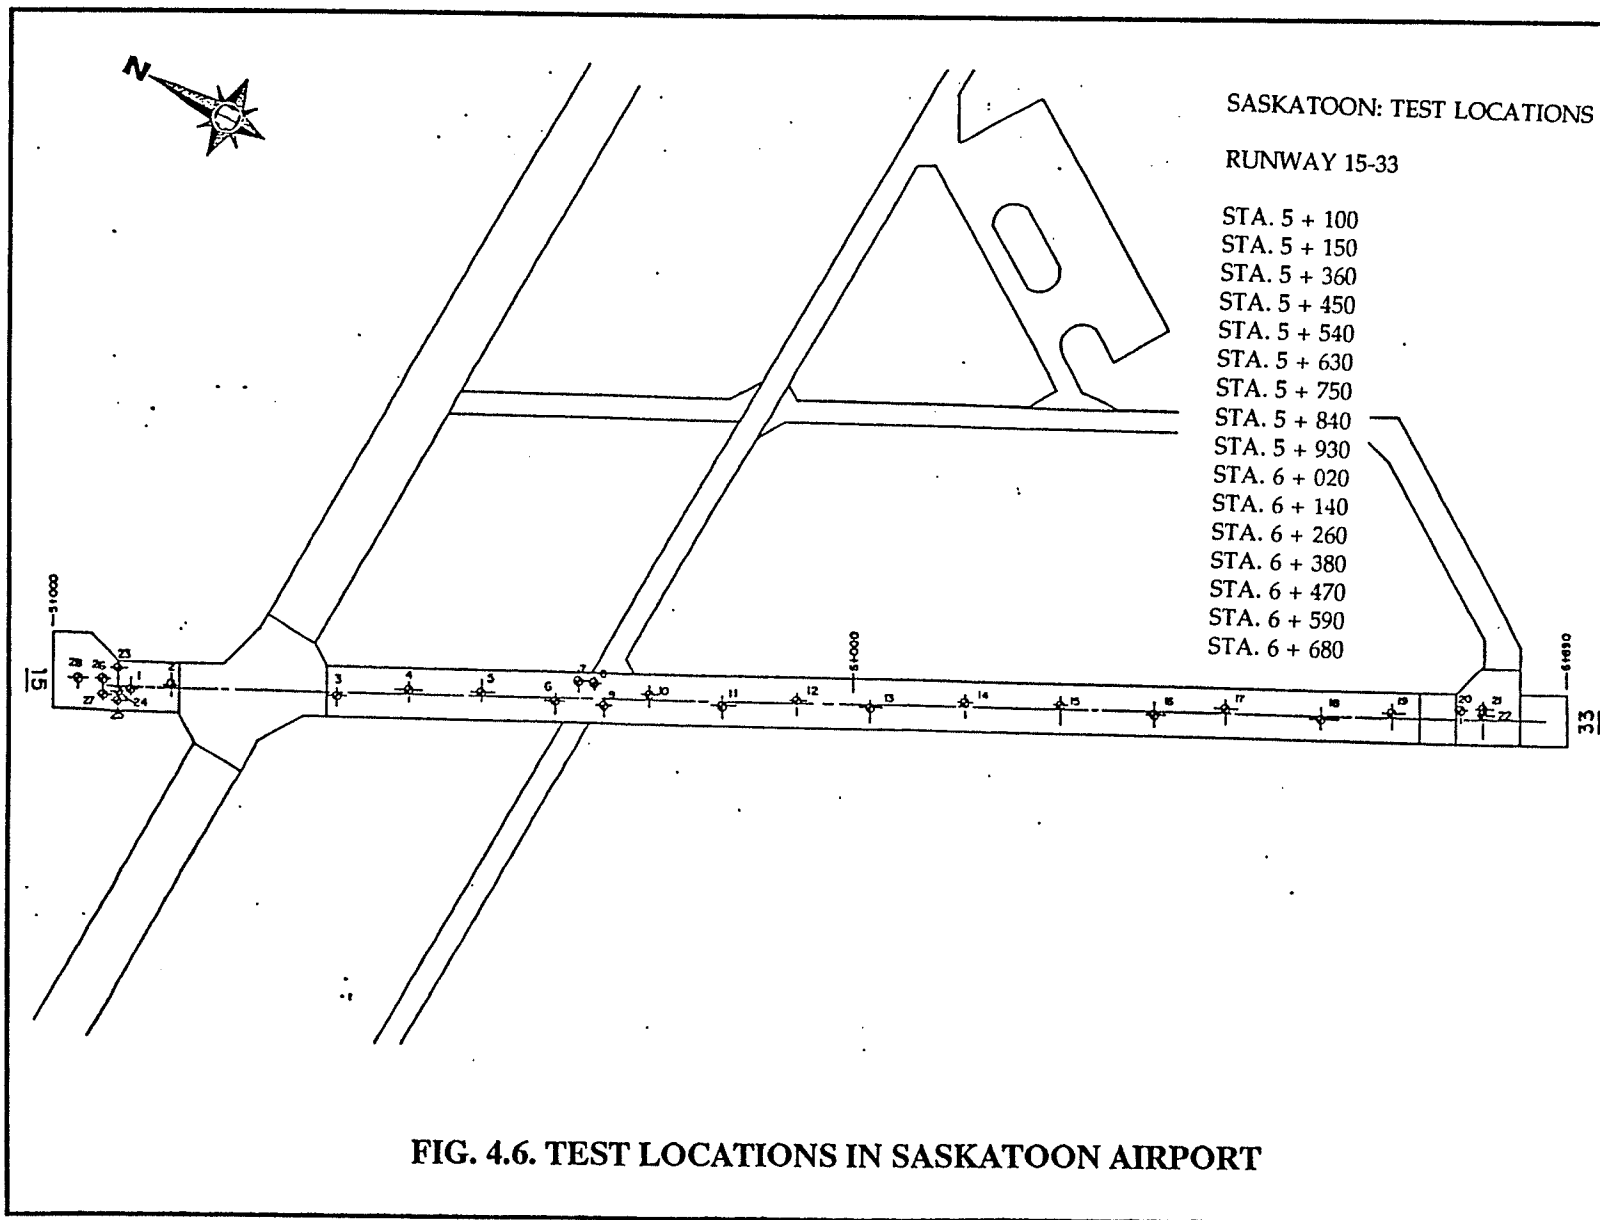 N
SASKATOON: TEST LOCATIONS
RUNWAY 15-33
STA. 5 + 100
STA. 5 + 150
STA. 5 + 360
STA. 5 + 450
STA. 5 + 540
STA. 5 + 630
STA. 5 + 750
STA. 5 + 840
STA. 5 + 930
STA. 6 + 020
STA. 6 + 140
STA. 6 + 260
STA. 6 + 380
STA. 6 + 470
STA. 6 + 590
STA. 6 + 680
5+000
15
28
26
23
1
2
27
24
25
3
4
5
6
7
8
9
10
11
12
13
14
15
16
17
18
19
20
21
22
33
FIG. 4.6. TEST LOCATIONS IN SASKATOON AIRPORT